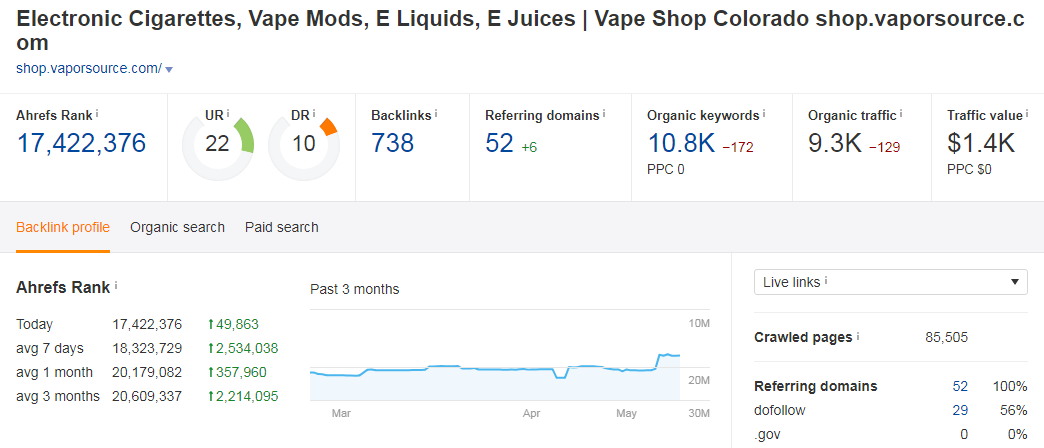 Electronic Cigarettes, Vape Mods, E Liquids, E Juices | Vape Shop Colorado shop.vaporsource.c
om
shop.vaporsource.com/
Ahrefs Rank i
17,422,376
UR i
22
DR i
10
Backlinks i
738
Referring domains i
52 +6
Organic keywords i
10.8K −172
PPC 0
Organic traffic i
9.3K −129
Traffic value i
$1.4K
PPC $0
Backlink profile Organic search Paid search
Ahrefs Rank i
Today 17,422,376 ↑49,863
avg 7 days 18,323,729 ↑2,534,038
avg 1 month 20,179,082 ↑357,960
avg 3 months 20,609,337 ↑2,214,095
Past 3 months
10M
20M
30M
Mar Apr May
Live links i
Crawled pages i 85,505
Referring domains 52 100%
dofollow 29 56%
.gov 0 0%